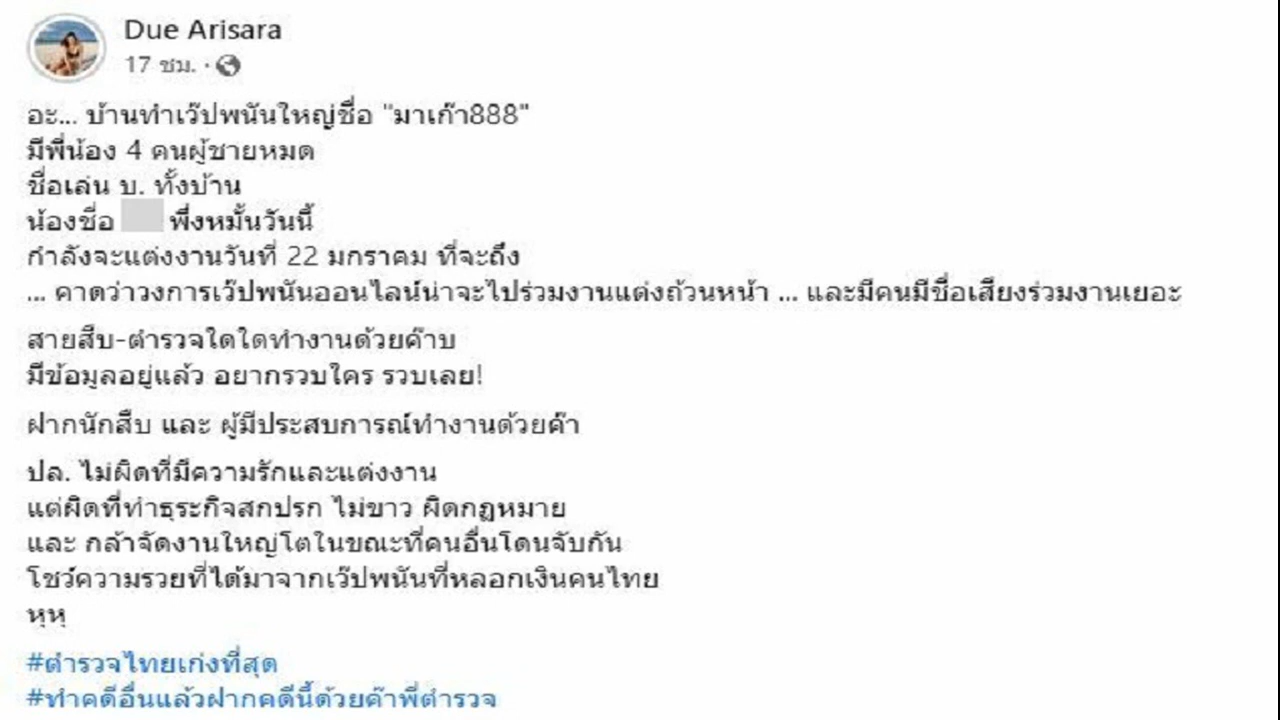 Due Arisara
17 ชม. ·
อะ... บ้านทำเว๊ปพนันใหญ่ชื่อ "มาเก๊า888"
มีพี่น้อง 4 คนผู้ชายหมด
ชื่อเล่น บ. ทั้งบ้าน
น้องชื่อ พึ่งหมั้นวันนี้
กำลังจะแต่งงานวันที่ 22 มกราคม ที่จะถึง
... คาดว่าวงการเว๊ปพนันออนไลน์น่าจะไปร่วมงานแต่งถ้วนหน้า ... และมีคนมีชื่อเสียงร่วมงานเยอะ
สายสืบ-ตำรวจใดใดทำงานด้วยค๊าบ
มีข้อมูลอยู่แล้ว อยากรวบใคร รวบเลย!
ฝากนักสืบ และ ผู้มีประสบการณ์ทำงานด้วยค๊า
ปล. ไม่ผิดที่มีความรักและแต่งงาน
แต่ผิดที่ทำธุระกิจสกปรก ไม่ขาว ผิดกฏหมาย
และ กล้าจัดงานใหญ่โตในขณะที่คนอื่นโดนจับกัน
โชว์ความรวยที่ได้มาจากเว๊ปพนันที่หลอกเงินคนไทย
หุหุ
#ตำรวจไทยเก่งที่สุด
#ทำคดีอื่นแล้วฝากคดีนี้ด้วยค๊าพี่ตำรวจ